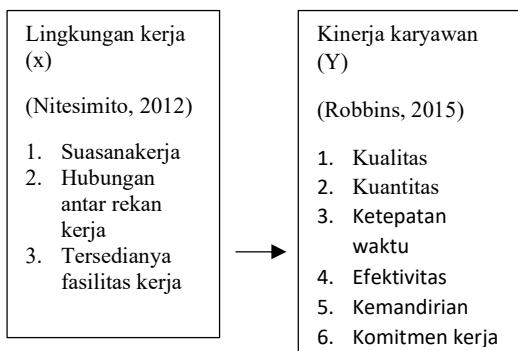 Lingkungan kerja
(x)
(Nitesimito, 2012)
1. Suasanakerja
2. Hubungan
antar rekan
kerja
3. Tersedianya
fasilitas kerja
Kinerja karyawan
(Y)
(Robbins, 2015)
1. Kualitas
2. Kuantitas
3. Ketepatan
waktu
4. Efektivitas
5. Kemandirian
6. Komitmen kerja